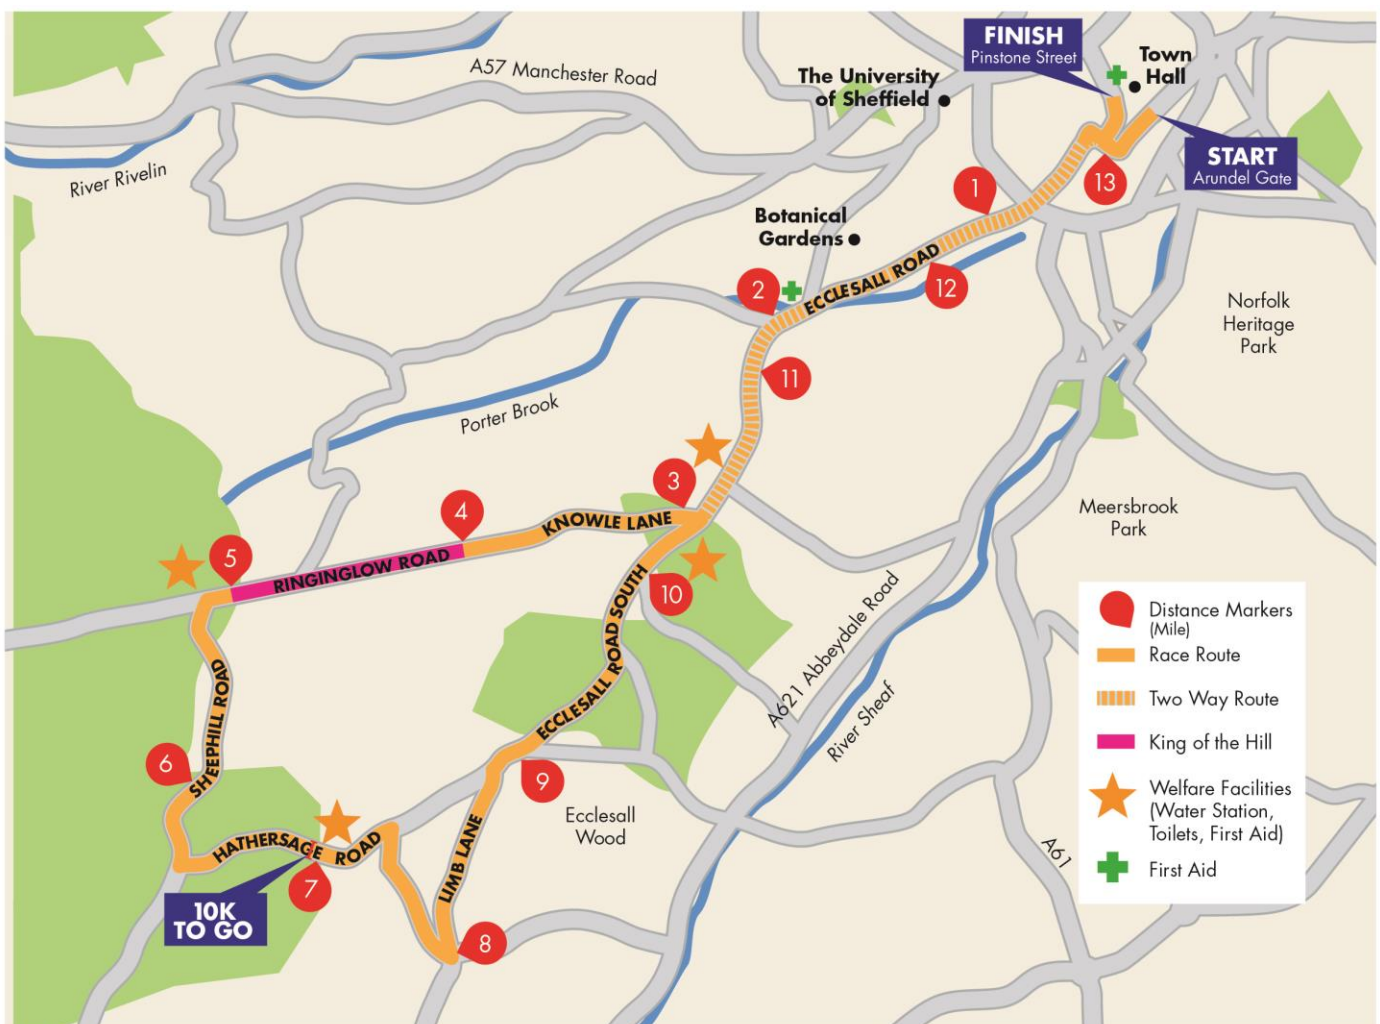 FINISH
Pinstone Street
Town
Hall
A57 Manchester Road
The University
of Sheffield
START
Arundel Gate
River Rivelin
13
1
Botanical
Gardens
ECCLESALL ROAD
12
2
Norfolk
Heritage
Park
11
Porter Brook
3
4
KNOWLE LANE
Meersbrook
Park
5
RINGINGLOW ROAD
10
ECCLESALL ROAD SOUTH
A621 Abbeydale Road
River Sheaf
SHEEPHILL ROAD
6
9
Ecclesall
Wood
HATHERSAGE ROAD
LIMB LANE
7
10K
TO GO
8
A61
Distance Markers
(Mile)
Race Route
Two Way Route
King of the Hill
Welfare Facilities
(Water Station,
Toilets, First Aid)
First Aid